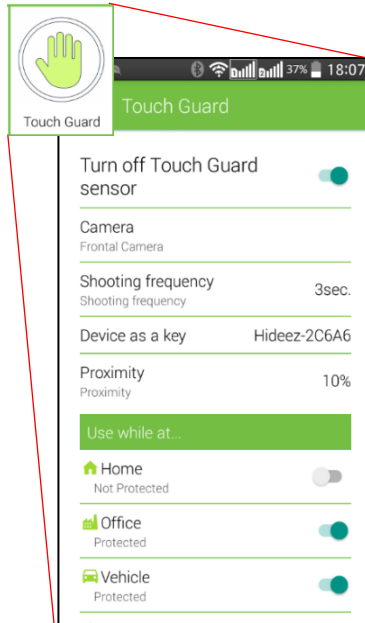 Touch Guard
37% 18:07
Touch Guard
Turn off Touch Guard
sensor
Camera
Frontal Camera
Shooting frequency
3sec.
Shooting frequency
Device as a key Hideez-2C6A6
Proximity
10%
Proximity
Use while at...
Home
Not Protected
Office
Protected
Vehicle
Protected